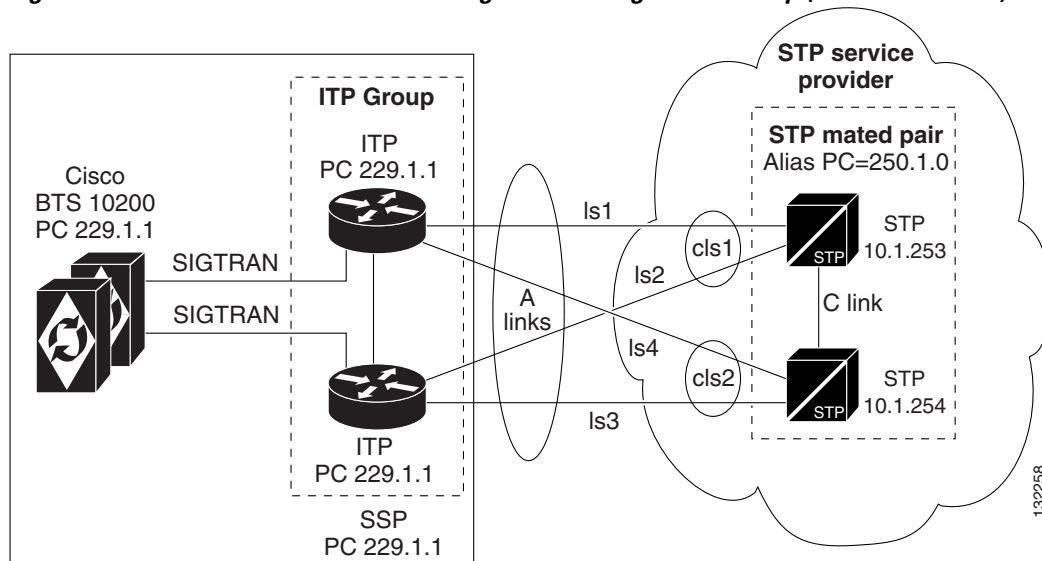 STP service
provider
ITP Group
STP mated pair
Alias PC=250.1.0
ITP
PC 229.1.1
Cisco
BTS 10200
PC 229.1.1
ls1
STP
10.1.253
STP
cls1
ls2
SIGTRAN
A
links
C link
SIGTRAN
ls4
cls2
STP
10.1.254
STP
ls3
ITP
PC 229.1.1
SSP
PC 229.1.1
132258